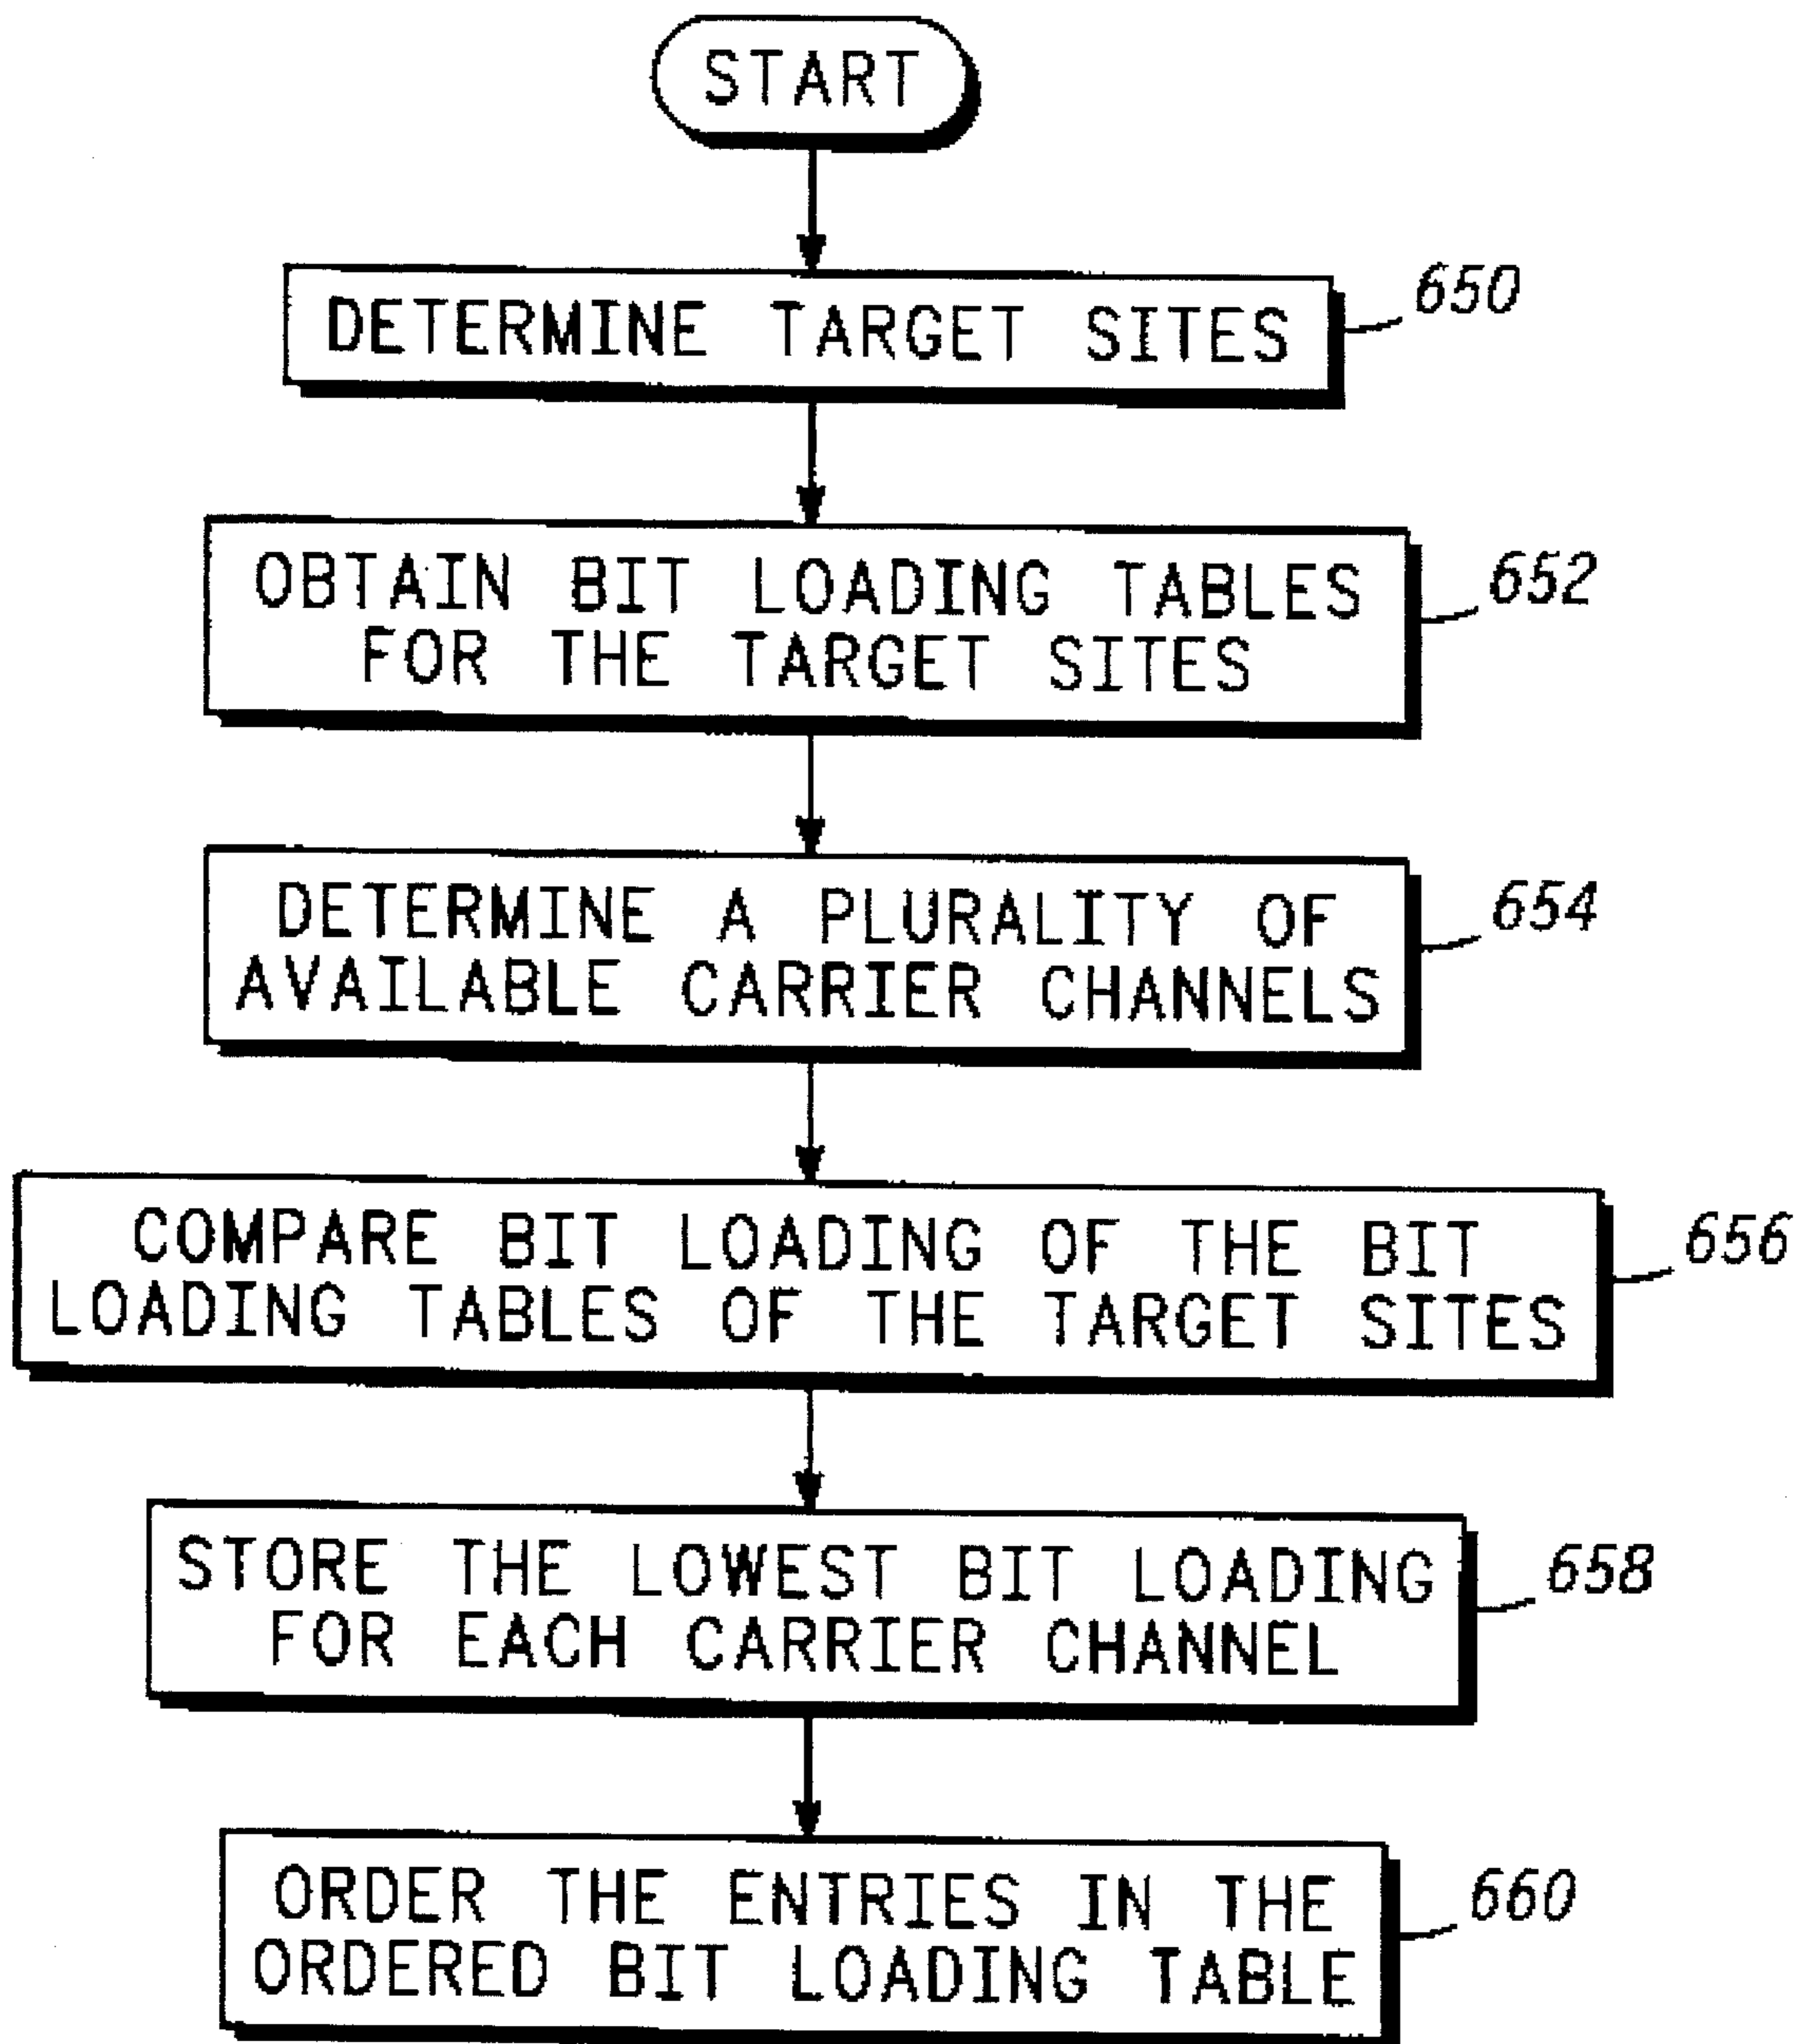 START
DETERMINE TARGET SITES
650
OBTAIN BIT LOADING TABLES
FOR THE TARGET SITES
652
DETERMINE A PLURALITY OF
AVAILABLE CARRIER CHANNELS
654
COMPARE BIT LOADING OF THE BIT
LOADING TABLES OF THE TARGET SITES
656
STORE THE LOWEST BIT LOADING
FOR EACH CARRIER CHANNEL
658
ORDER THE ENTRIES IN THE
ORDERED BIT LOADING TABLE
660